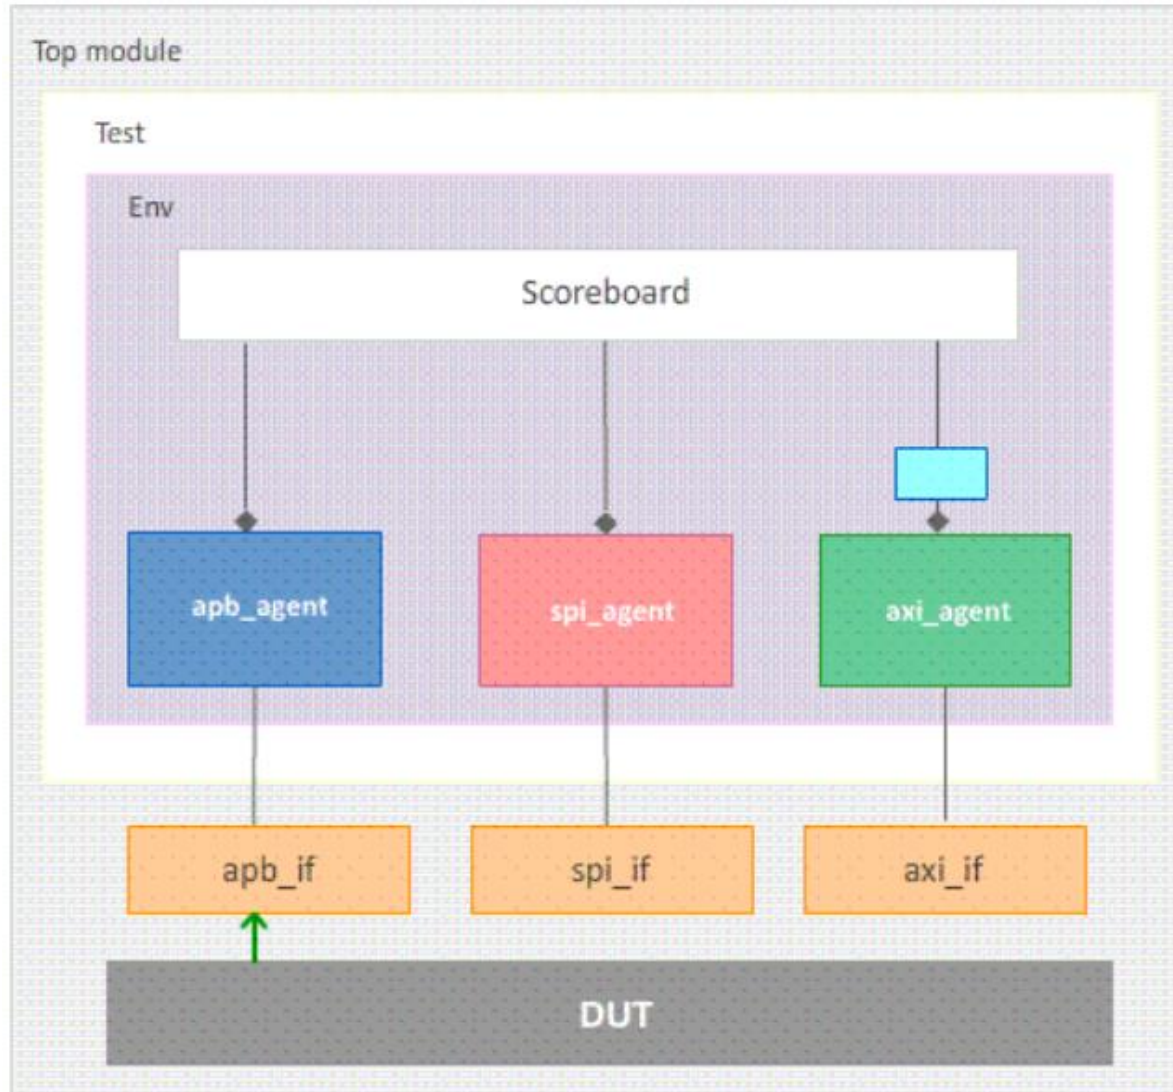 Top module
Test
Env
Scoreboard
apb_agent
spi_agent
axi_agent
apb_if
spi_if
axi_if
DUT